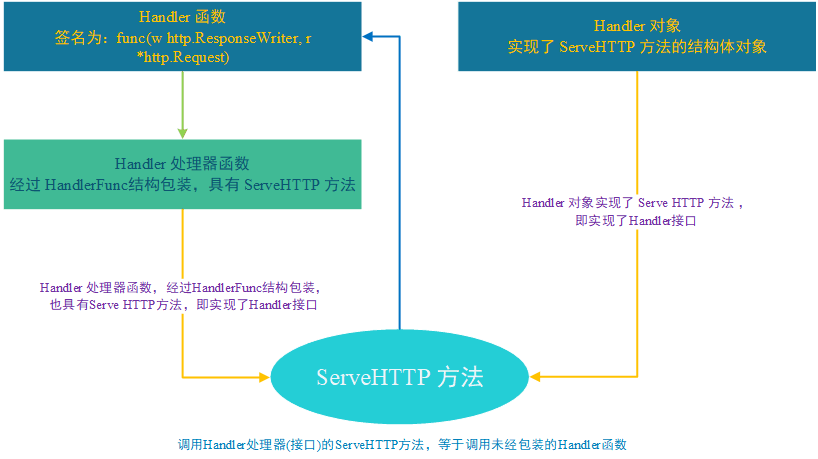 Handler 函数
签名为：func(w http.ResponseWriter, r
*http.Request)
Handler 对象
实现了 ServeHTTP 方法的结构体对象
Handler 处理器函数
经过 HandlerFunc结构包装，具有 ServeHTTP 方法
Handler 对象实现了 Serve HTTP 方法 ，
即实现了Handler接口
Handler 处理器函数，经过HandlerFunc结构包装，
也具有Serve HTTP方法，即实现了Handler接口
ServeHTTP 方法
调用Handler处理器(接口)的ServeHTTP方法，等于调用未经包装的Handler函数